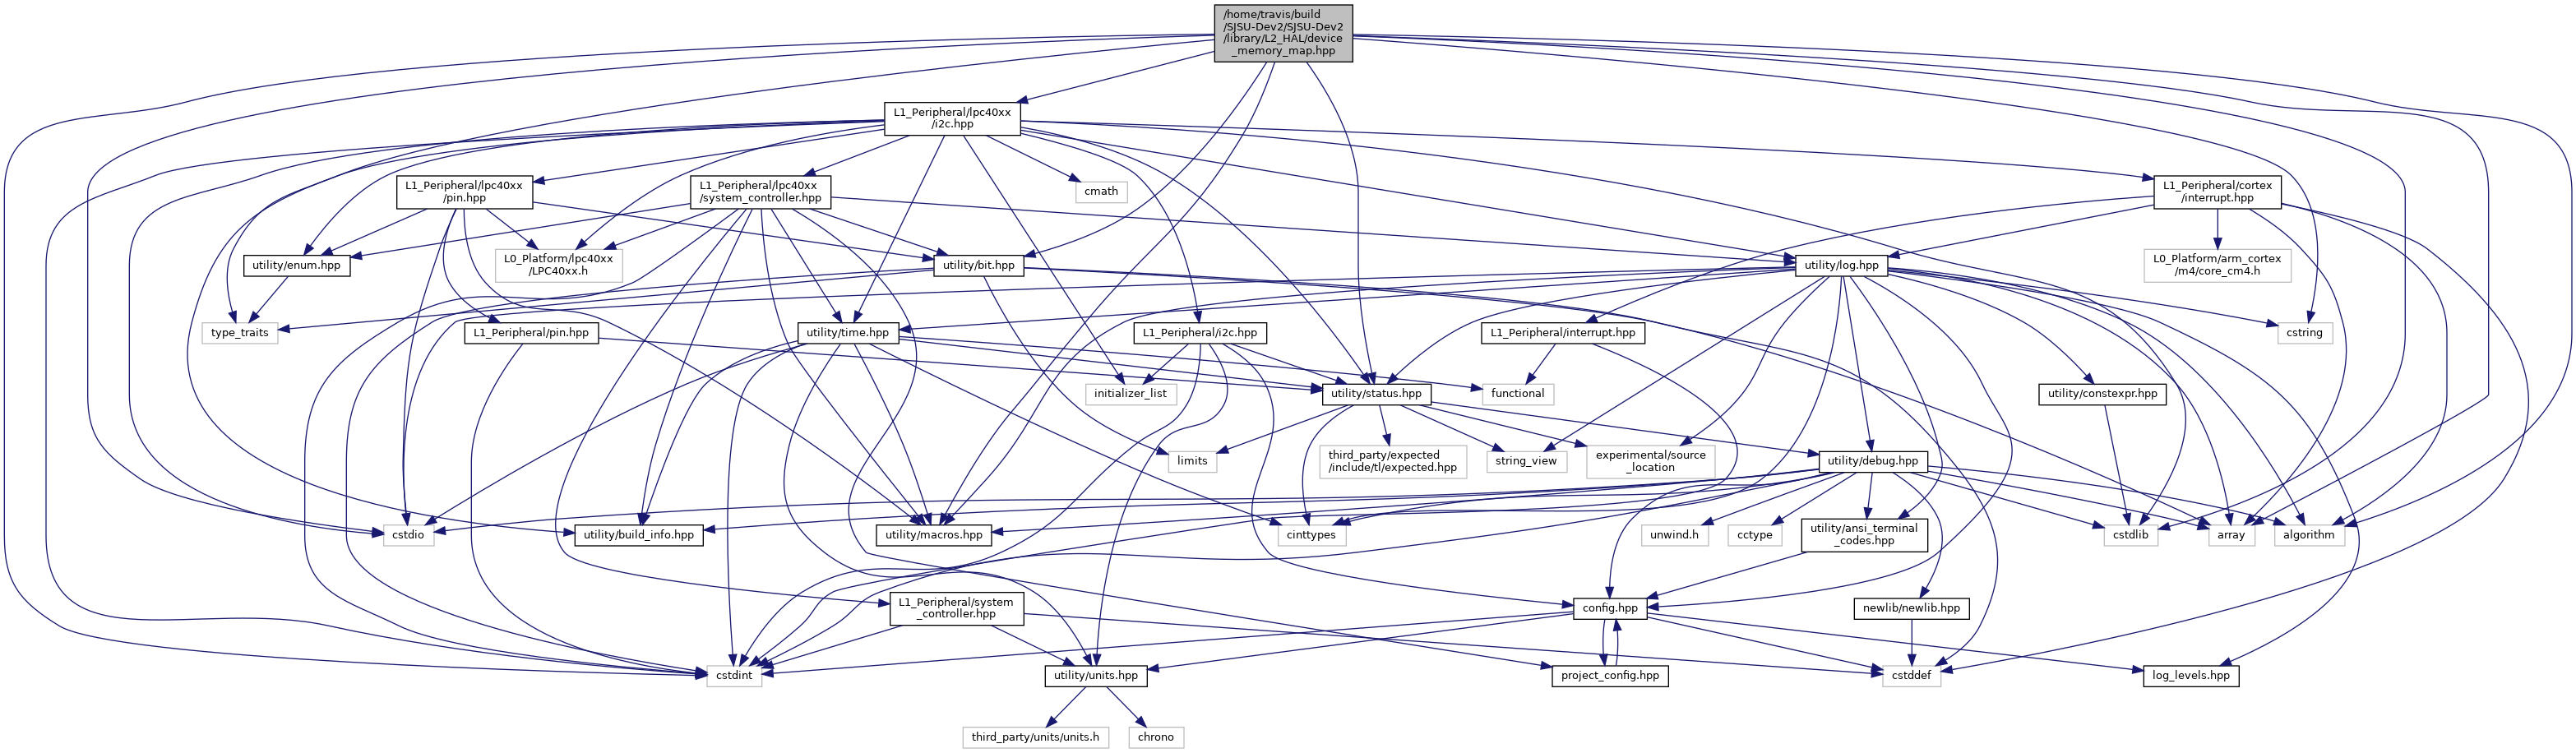 /home/travis/build
/SJSU-Dev2/SJSU-Dev2
/library/L2_HAL/device
_memory_map.hpp
L1_Peripheral/lpc40xx
/i2c.hpp
L1_Peripheral/lpc40xx
/pin.hpp
L1_Peripheral/lpc40xx
/system_controller.hpp
cmath
L1_Peripheral/cortex
/interrupt.hpp
utility/enum.hpp
L0_Platform/lpc40xx
/LPC40xx.h
utility/bit.hpp
utility/log.hpp
L0_Platform/arm_cortex
/m4/core_cm4.h
type_traits
L1_Peripheral/pin.hpp
utility/time.hpp
L1_Peripheral/i2c.hpp
L1_Peripheral/interrupt.hpp
cstring
initializer_list
utility/status.hpp
functional
utility/constexpr.hpp
limits
third_party/expected
/include/tl/expected.hpp
string_view
experimental/source
_location
utility/debug.hpp
cstdio
utility/build_info.hpp
utility/macros.hpp
cinttypes
unwind.h
cctype
utility/ansi_terminal
_codes.hpp
cstdlib
array
algorithm
L1_Peripheral/system
_controller.hpp
config.hpp
newlib/newlib.hpp
cstdint
utility/units.hpp
project_config.hpp
cstddef
log_levels.hpp
third_party/units/units.h
chrono